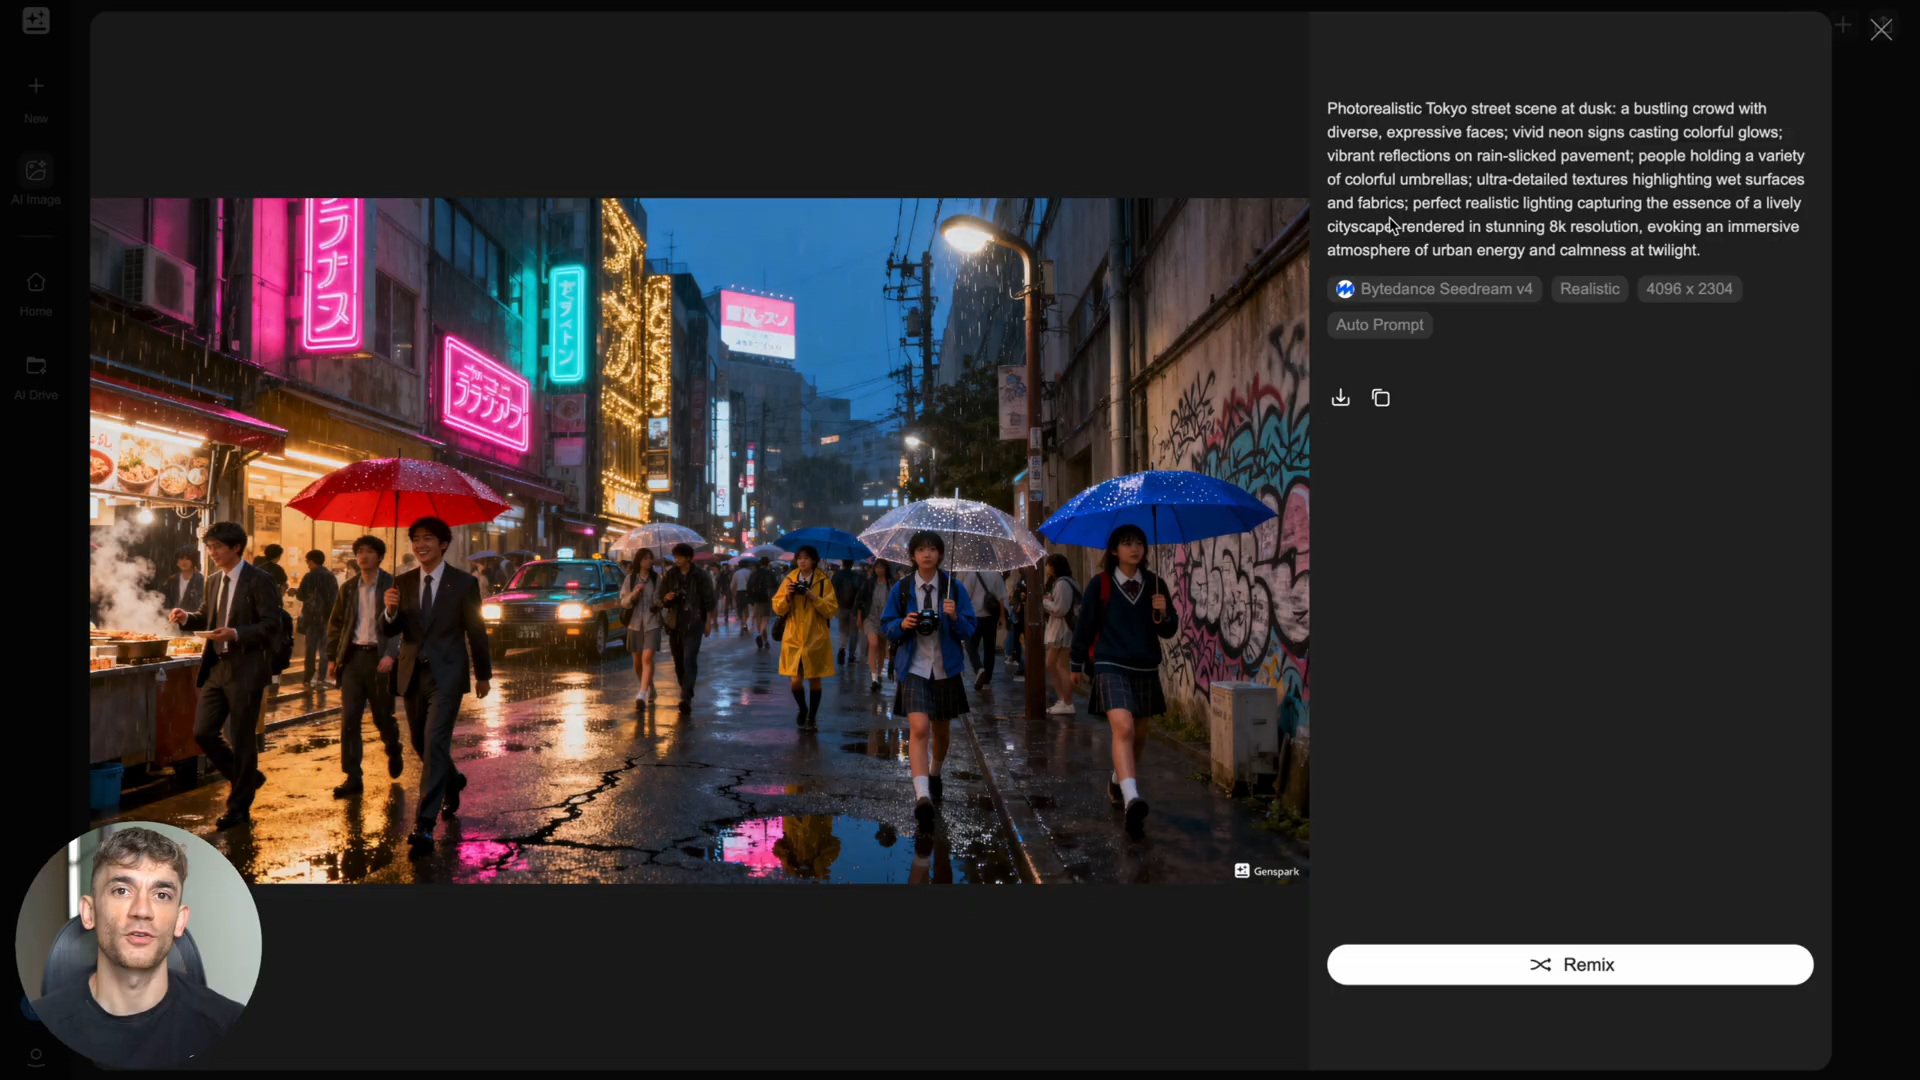 New
AI Image
Home
AI Drive
Photorealistic Tokyo street scene at dusk: a bustling crowd with
diverse, expressive faces; vivid neon signs casting colorful glows;
vibrant reflections on rain-slicked pavement; people holding a variety
of colorful umbrellas; ultra-detailed textures highlighting wet surfaces
and fabrics; perfect realistic lighting capturing the essence of a lively
cityscape rendered in stunning 8k resolution, evoking an immersive
atmosphere of urban energy and calmness at twilight.
Bytedance Seedream v4
Realistic
4096 x 2304
Auto Prompt
Genspark
Remix